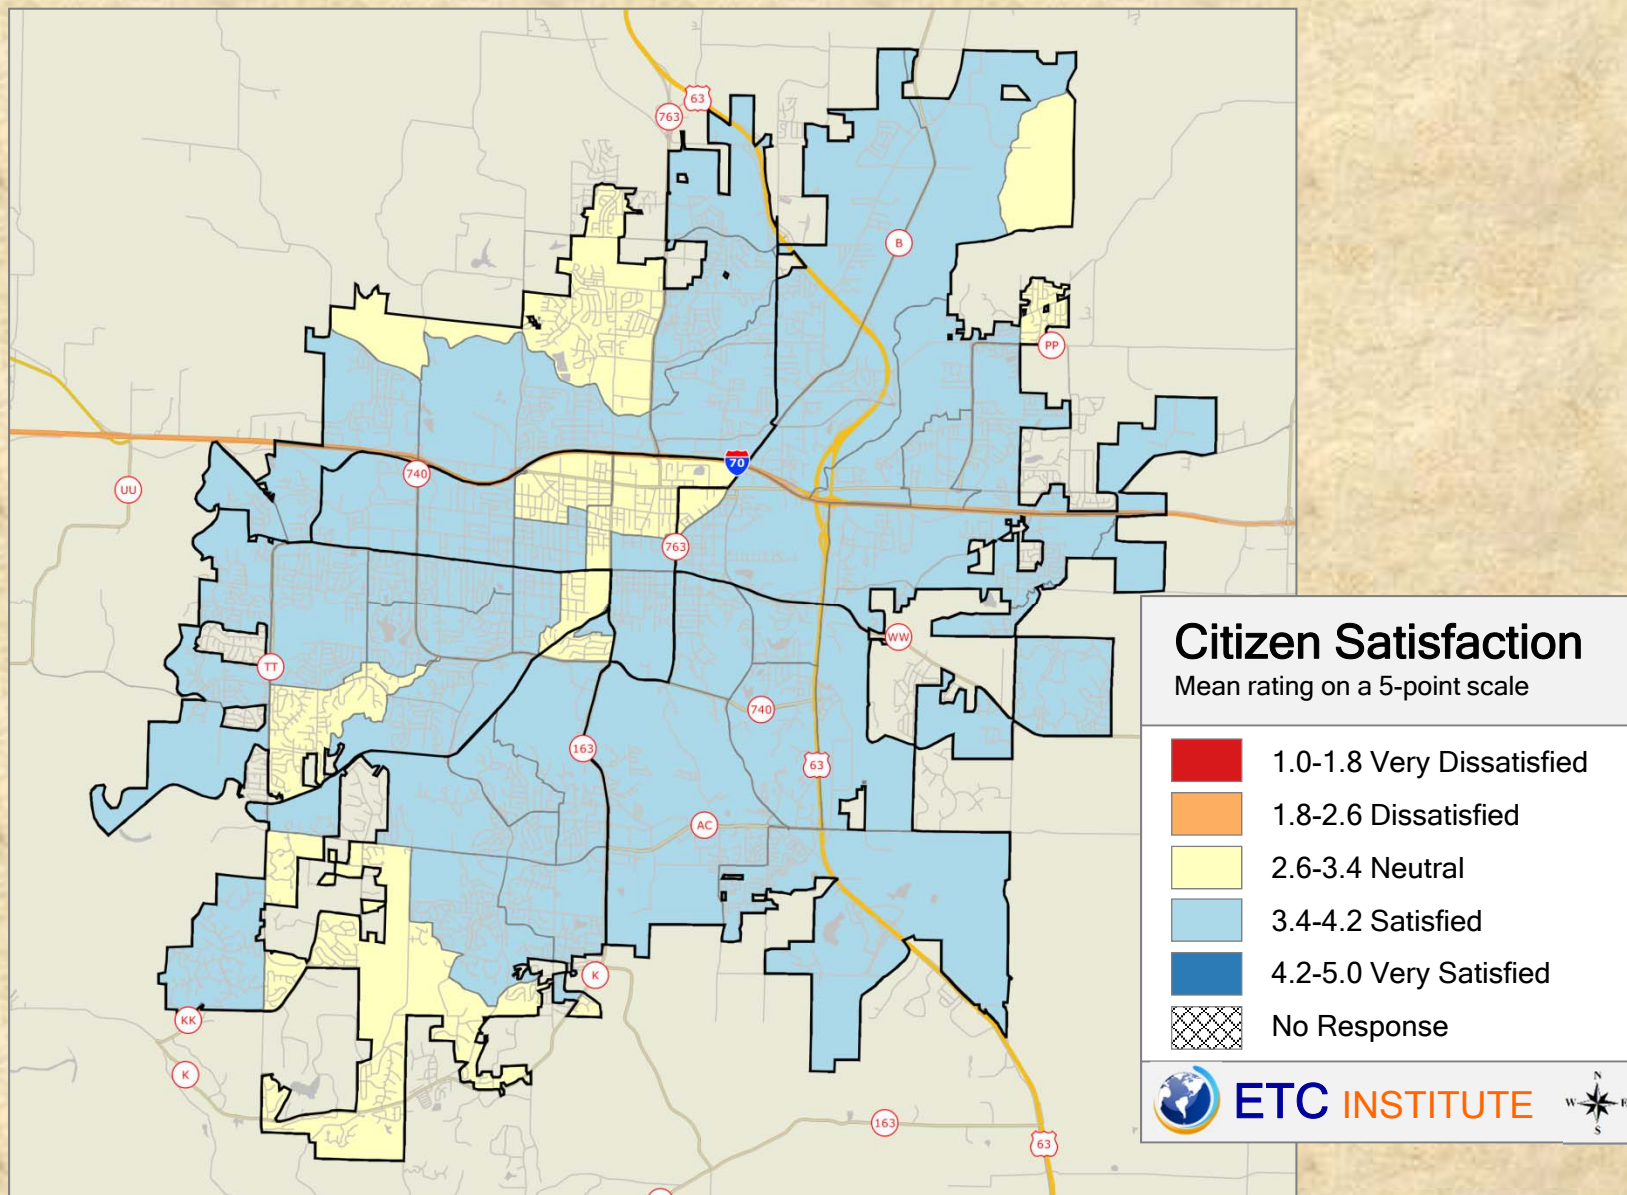 63
763
B
PP
70
740
UU
763
WW
TT
740
163
63
AC
K
KK
K
163
63
Citizen Satisfaction
Mean rating on a 5-point scale
1.0-1.8 Very Dissatisfied
1.8-2.6 Dissatisfied
2.6-3.4 Neutral
3.4-4.2 Satisfied
4.2-5.0 Very Satisfied
No Response
ETC INSTITUTE
N
W E
S